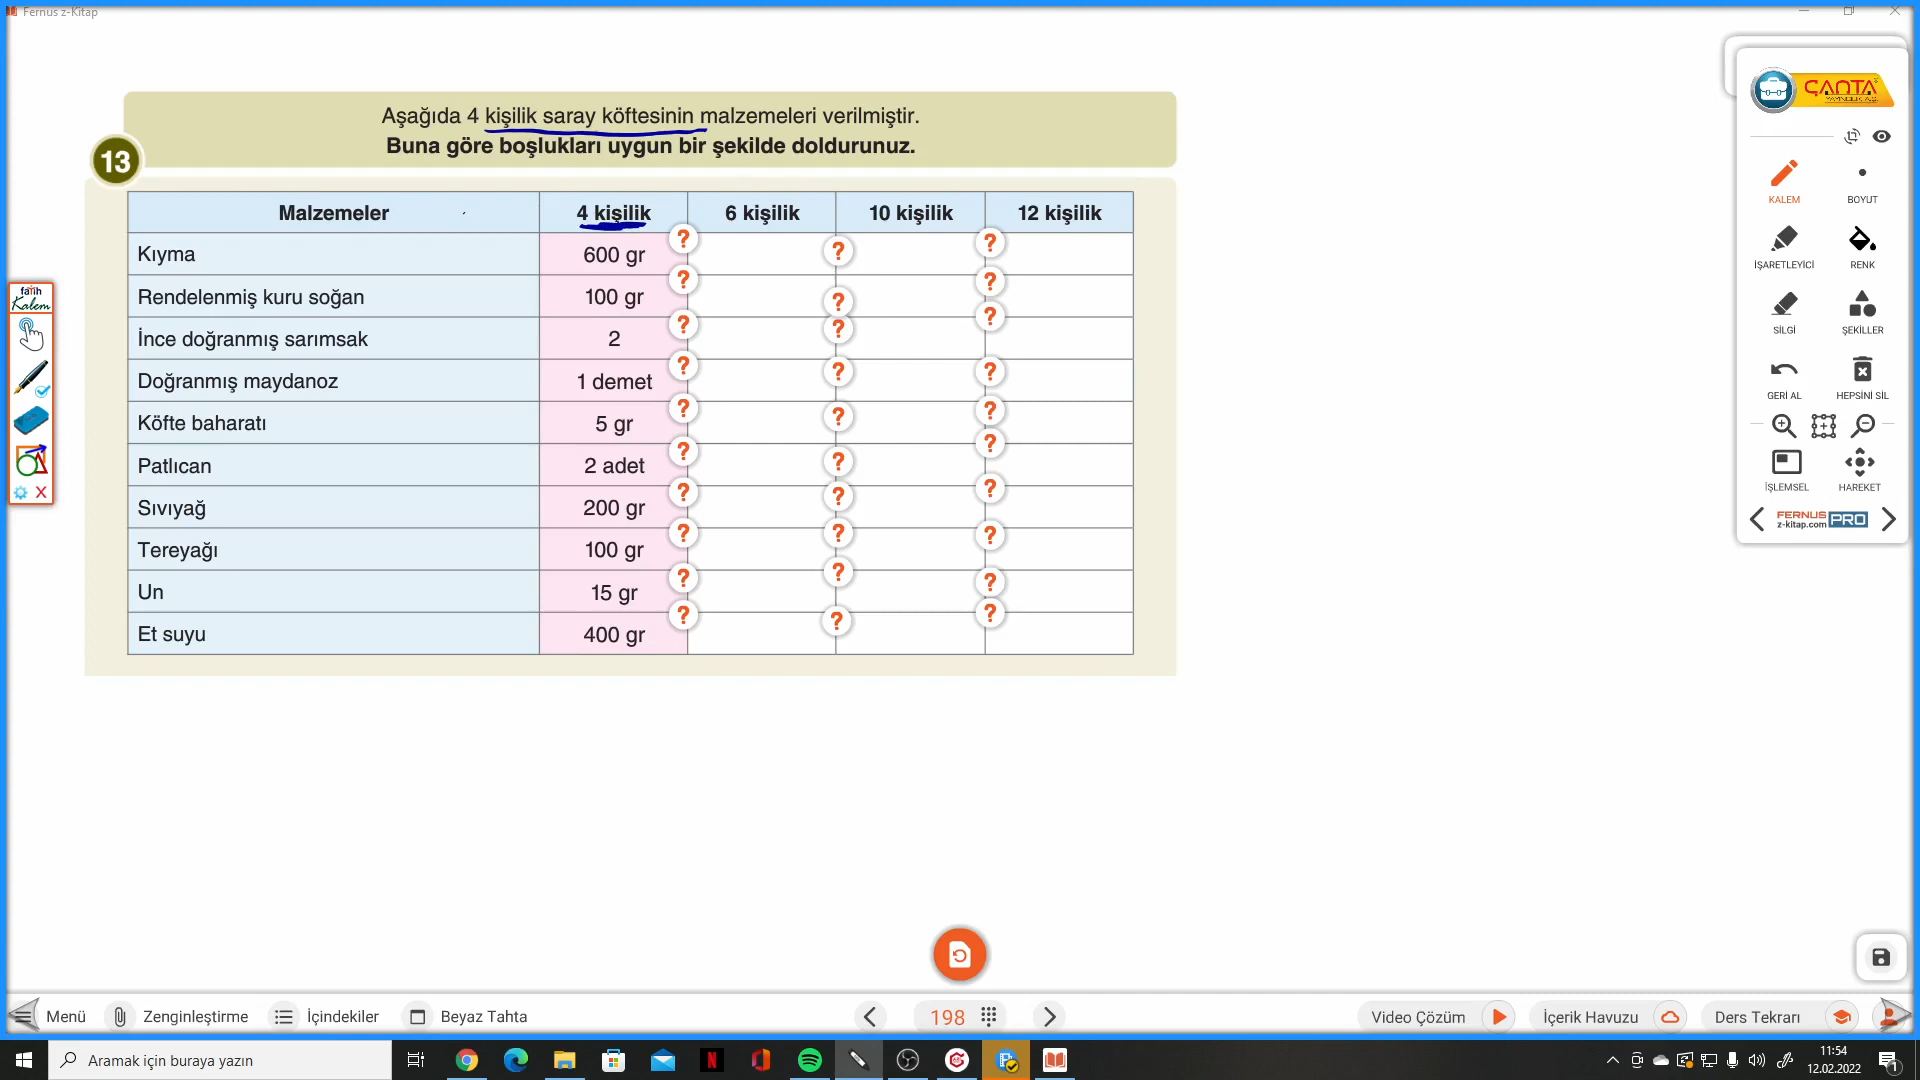 Fernus z-Kitap
Aşağıda 4 kişilik saray köftesinin malzemeleri verilmiştir.
Buna göre boşlukları uygun bir şekilde doldurunuz.
13
Malzemeler 4 kişilik 6 kişilik 10 kişilik 12 kişilik
Kıyma 600 gr ? ? ?
Rendelenmiş kuru soğan 100 gr ? ? ?
İnce doğranmış sarımsak 2 ? ? ?
Doğranmış maydanoz 1 demet ? ? ?
Köfte baharatı 5 gr ? ? ?
Patlıcan 2 adet ? ? ?
Sıvıyağ 200 gr ? ? ?
Tereyağı 100 gr ? ? ?
Un 15 gr ? ? ?
Et suyu 400 gr ? ? ?
fatih
Kalem
ÇANTA
KALEM BOYUT
İŞARETLEYİCİ RENK
SİLGİ ŞEKİLLER
GERİ AL HEPSİNİ SİL
İŞLEMSEL HAREKET
FERNUS
z-kitap.com PRO
Menü Zenginleştirme İçindekiler Beyaz Tahta 198 Video Çözüm İçerik Havuzu Ders Tekrarı
Aramak için buraya yazın
11:54
12.02.2022
1